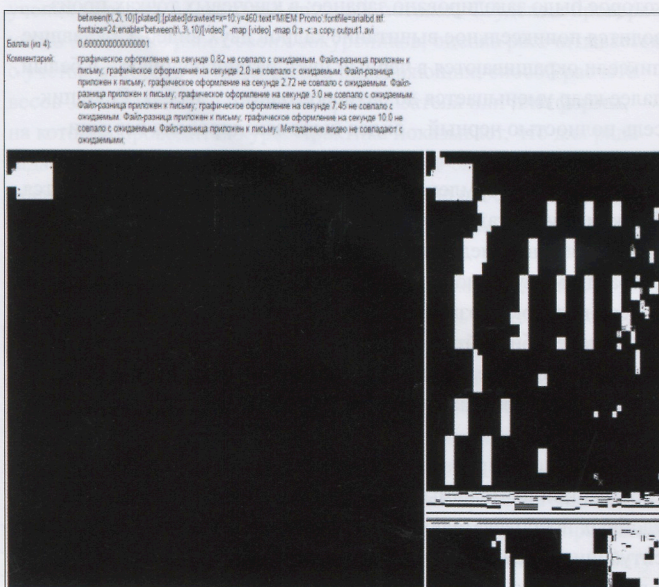 between(t\,2\,10)[plated];[plated]drawtext=x=10:y=460:text='MIEM Promo':fontfile=arialbd.ttf:
fontsize=24:enable='between(t\,3\,10)[video]" -map [video] -map 0:a -c:a copy output1.avi
Баллы (из 4): 0.6000000000000001
Комментарий: графическое оформление на секунде 0.82 не совпало с ожидаемым. Файл-разница приложен к
письму; графическое оформление на секунде 2.0 не совпало с ожидаемым. Файл-разница
приложен к письму; графическое оформление на секунде 2.72 не совпало с ожидаемым. Файл-
разница приложен к письму; графическое оформление на секунде 3.0 не совпало с ожидаемым.
Файл-разница приложен к письму; графическое оформление на секунде 7.45 не совпало с
ожидаемым. Файл-разница приложен к письму; графическое оформление на секунде 10.0 не
совпало с ожидаемым. Файл-разница приложен к письму; Метаданные видео не совпадают с
ожидаемыми.